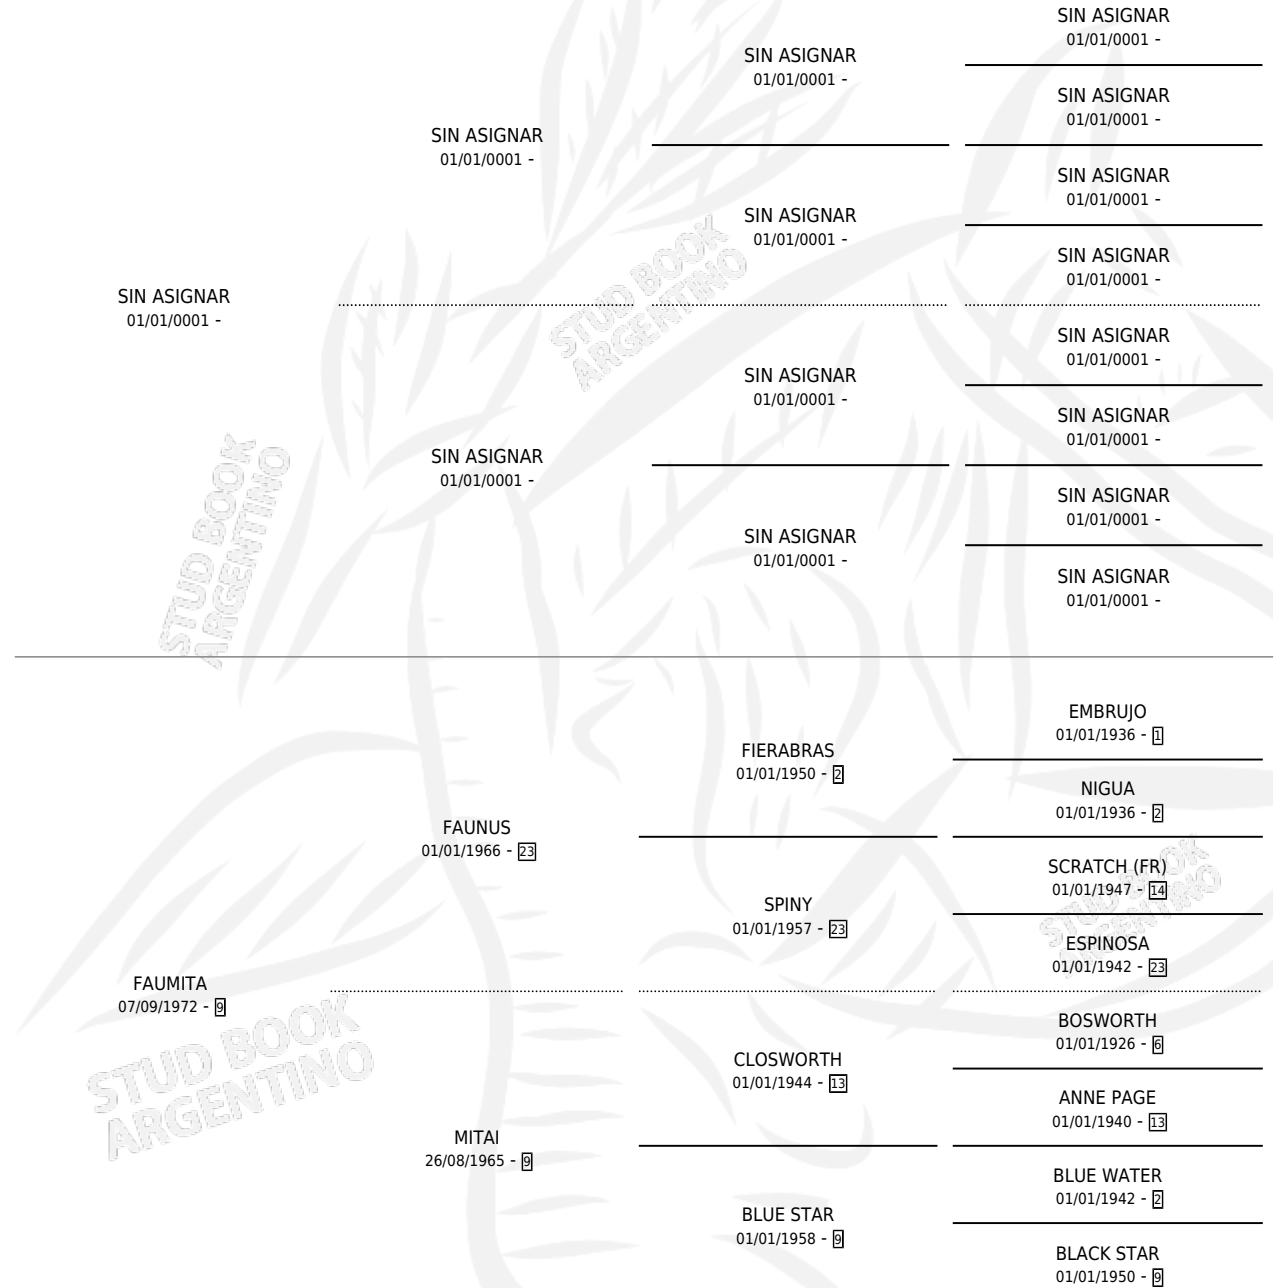 SIN ASIGNAR
01/01/0001 -
SIN ASIGNAR
01/01/0001 -
SIN ASIGNAR
01/01/0001 -
SIN ASIGNAR
01/01/0001 -
SIN ASIGNAR
01/01/0001 -
SIN ASIGNAR
01/01/0001 -
SIN ASIGNAR
01/01/0001 -
SIN ASIGNAR
01/01/0001 -
SIN ASIGNAR
01/01/0001 -
SIN ASIGNAR
01/01/0001 -
SIN ASIGNAR
01/01/0001 -
SIN ASIGNAR
01/01/0001 -
SIN ASIGNAR
01/01/0001 -
SIN ASIGNAR
01/01/0001 -
SIN ASIGNAR
01/01/0001 -
STUD BOOK
ARGENTINO
STUD BOOK
ARGENTINO
EMBRUJO
01/01/1936 - 1
FIERABRAS
01/01/1950 - 2
NIGUA
01/01/1936 - 2
FAUNUS
01/01/1966 - 23
SCRATCH (FR)
01/01/1947 - 14
SPINY
01/01/1957 - 23
ESPINOSA
01/01/1942 - 23
STUD BOOK
ARGENTINO
FAUMITA
07/09/1972 - 9
BOSWORTH
01/01/1926 - 6
CLOSWORTH
01/01/1944 - 13
ANNE PAGE
01/01/1940 - 13
STUD BOOK
ARGENTINO
MITAI
26/08/1965 - 9
BLUE WATER
01/01/1942 - 2
BLUE STAR
01/01/1958 - 9
BLACK STAR
01/01/1950 - 9